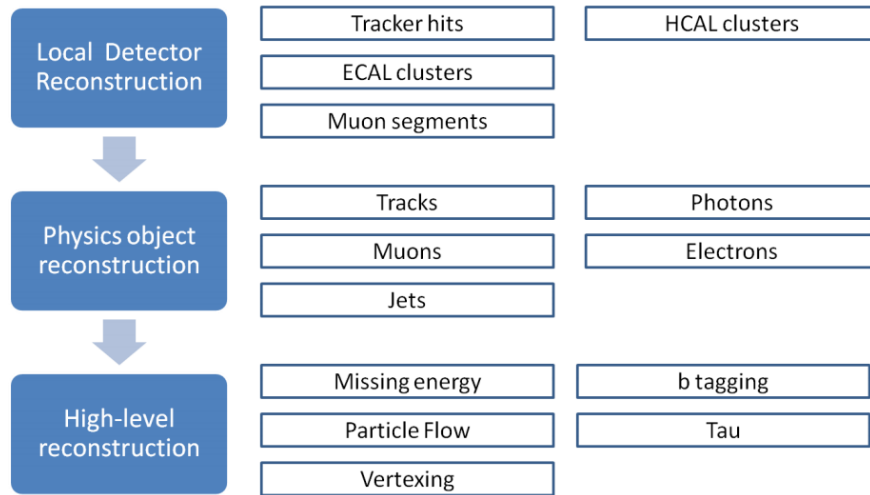 Local Detector
Reconstruction
Tracker hits
HCAL clusters
ECAL clusters
Muon segments
Physics object
reconstruction
Tracks
Photons
Muons
Electrons
Jets
High-level
reconstruction
Missing energy
b tagging
Particle Flow
Tau
Vertexing